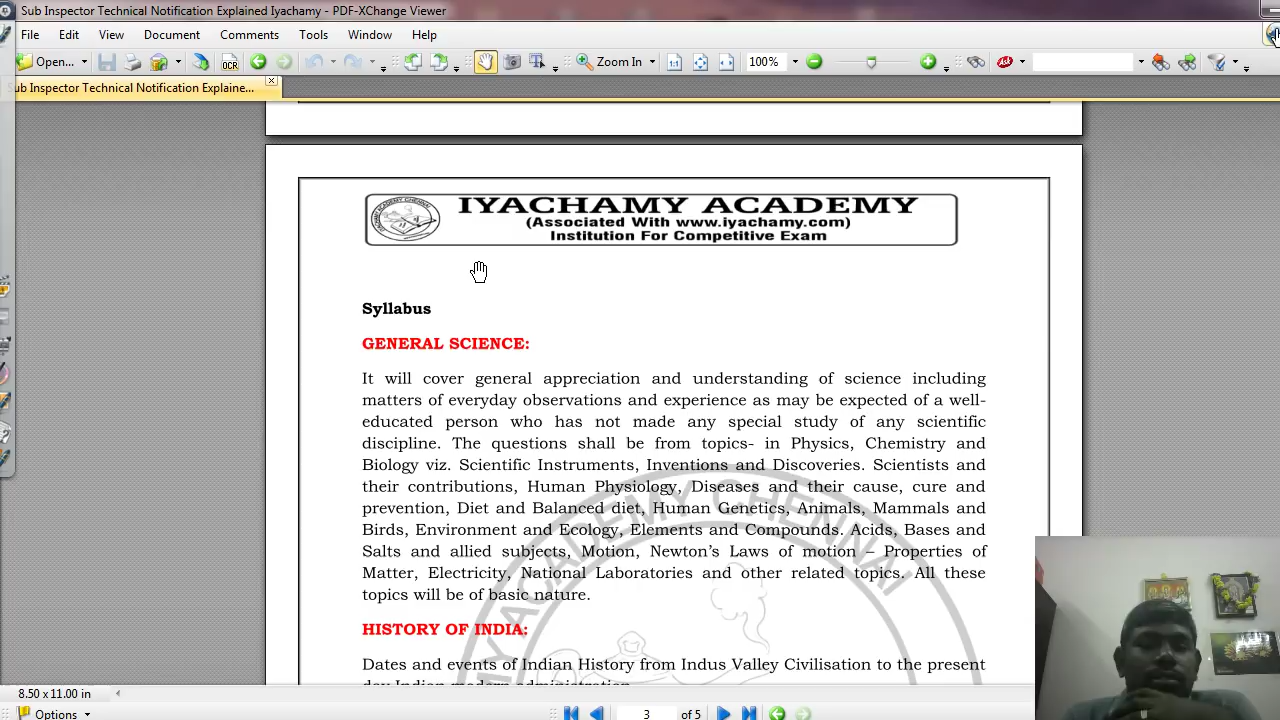 Sub Inspector Technical Notification Explained Iyachamy - PDF-XChange Viewer
File Edit View Document Comments Tools Window Help
Open... OCR Zoom In 100%
Sub Inspector Technical Notification Explaine...
IYACHAMY ACADEMY
(Associated With www.iyachamy.com)
Institution For Competitive Exam
Syllabus
GENERAL SCIENCE:
It will cover general appreciation and understanding of science including
matters of everyday observations and experience as may be expected of a well-
educated person who has not made any special study of any scientific
discipline. The questions shall be from topics- in Physics, Chemistry and
Biology viz. Scientific Instruments, Inventions and Discoveries. Scientists and
their contributions, Human Physiology, Diseases and their cause, cure and
prevention, Diet and Balanced diet, Human Genetics, Animals, Mammals and
Birds, Environment and Ecology, Elements and Compounds. Acids, Bases and
Salts and allied subjects, Motion, Newton's Laws of motion – Properties of
Matter, Electricity, National Laboratories and other related topics. All these
topics will be of basic nature.
IYACHAMY ACADEMY CHENNAI
HISTORY OF INDIA:
Dates and events of Indian History from Indus Valley Civilisation to the present
day Indian modern administration
8.50 x 11.00 in
Options 3 of 5